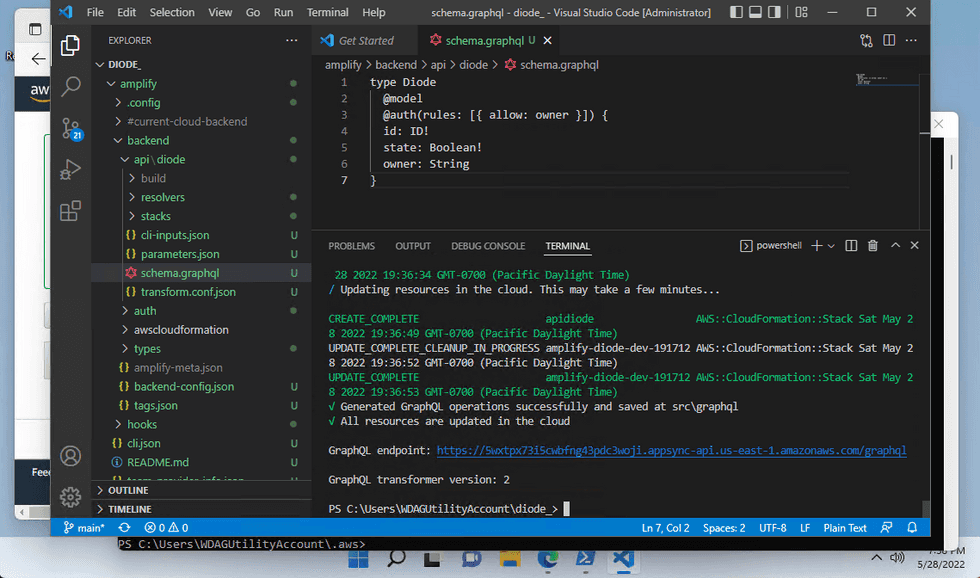 File Edit Selection View Go Run Terminal Help
schema.graphql - diode_ - Visual Studio Code [Administrator]
EXPLORER
Get Started
schema.graphql U
DIODE_
amplify > backend > api > diode > schema.graphql
amplify
.config
#current-cloud-backend
backend
api\diode
build
resolvers
stacks
{} cli-inputs.json U
{} parameters.json U
schema.graphql U
{} transform.conf.json U
auth
awscloudformation
types
{} amplify-meta.json
{} backend-config.json U
{} tags.json U
hooks
{} cli.json U
README.md U
OUTLINE
TIMELINE
21
1 type Diode
2 @model
3 @auth(rules: [{ allow: owner }]) {
4 id: ID!
5 state: Boolean!
6 owner: String
7 }
PROBLEMS OUTPUT DEBUG CONSOLE TERMINAL
powershell
28 2022 19:36:34 GMT-0700 (Pacific Daylight Time)
/ Updating resources in the cloud. This may take a few minutes...
CREATE_COMPLETE apidiode AWS::CloudFormation::Stack Sat May 2
8 2022 19:36:49 GMT-0700 (Pacific Daylight Time)
UPDATE_COMPLETE_CLEANUP_IN_PROGRESS amplify-diode-dev-191712 AWS::CloudFormation::Stack Sat May 2
8 2022 19:36:52 GMT-0700 (Pacific Daylight Time)
UPDATE_COMPLETE amplify-diode-dev-191712 AWS::CloudFormation::Stack Sat May 2
8 2022 19:36:53 GMT-0700 (Pacific Daylight Time)
√ Generated GraphQL operations successfully and saved at src\graphql
√ All resources are updated in the cloud
GraphQL endpoint: https://5wxtpx73i5cwbfng43pdc3woji.appsync-api.us-east-1.amazonaws.com/graphql
GraphQL transformer version: 2
PS C:\Users\WDAGUtilityAccount\diode_>
main* 0 0
Ln 7, Col 2 Spaces: 2 UTF-8 LF Plain Text
PS C:\Users\WDAGUtilityAccount\.aws>
5/28/2022